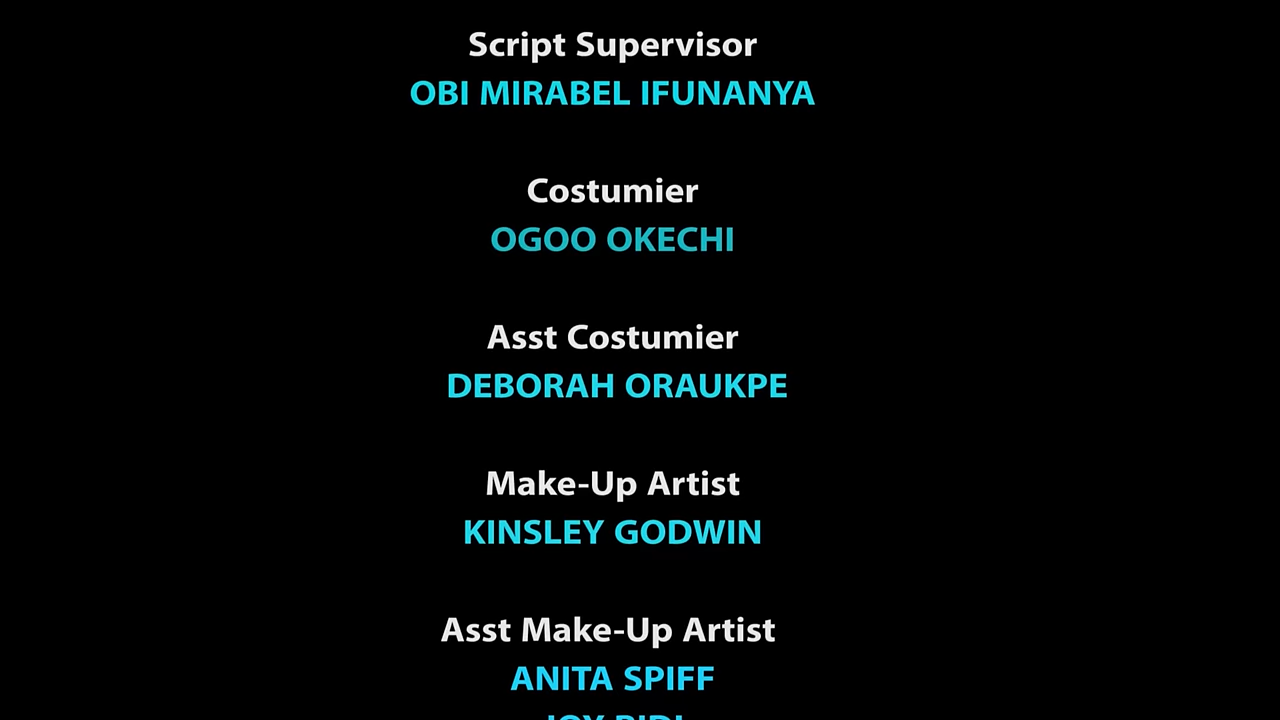 Script Supervisor
OBI MIRABEL IFUNANYA
Costumier
OGOO OKECHI
Asst Costumier
DEBORAH ORAUKPE
Make-Up Artist
KINSLEY GODWIN
Asst Make-Up Artist
ANITA SPIFF
JOY